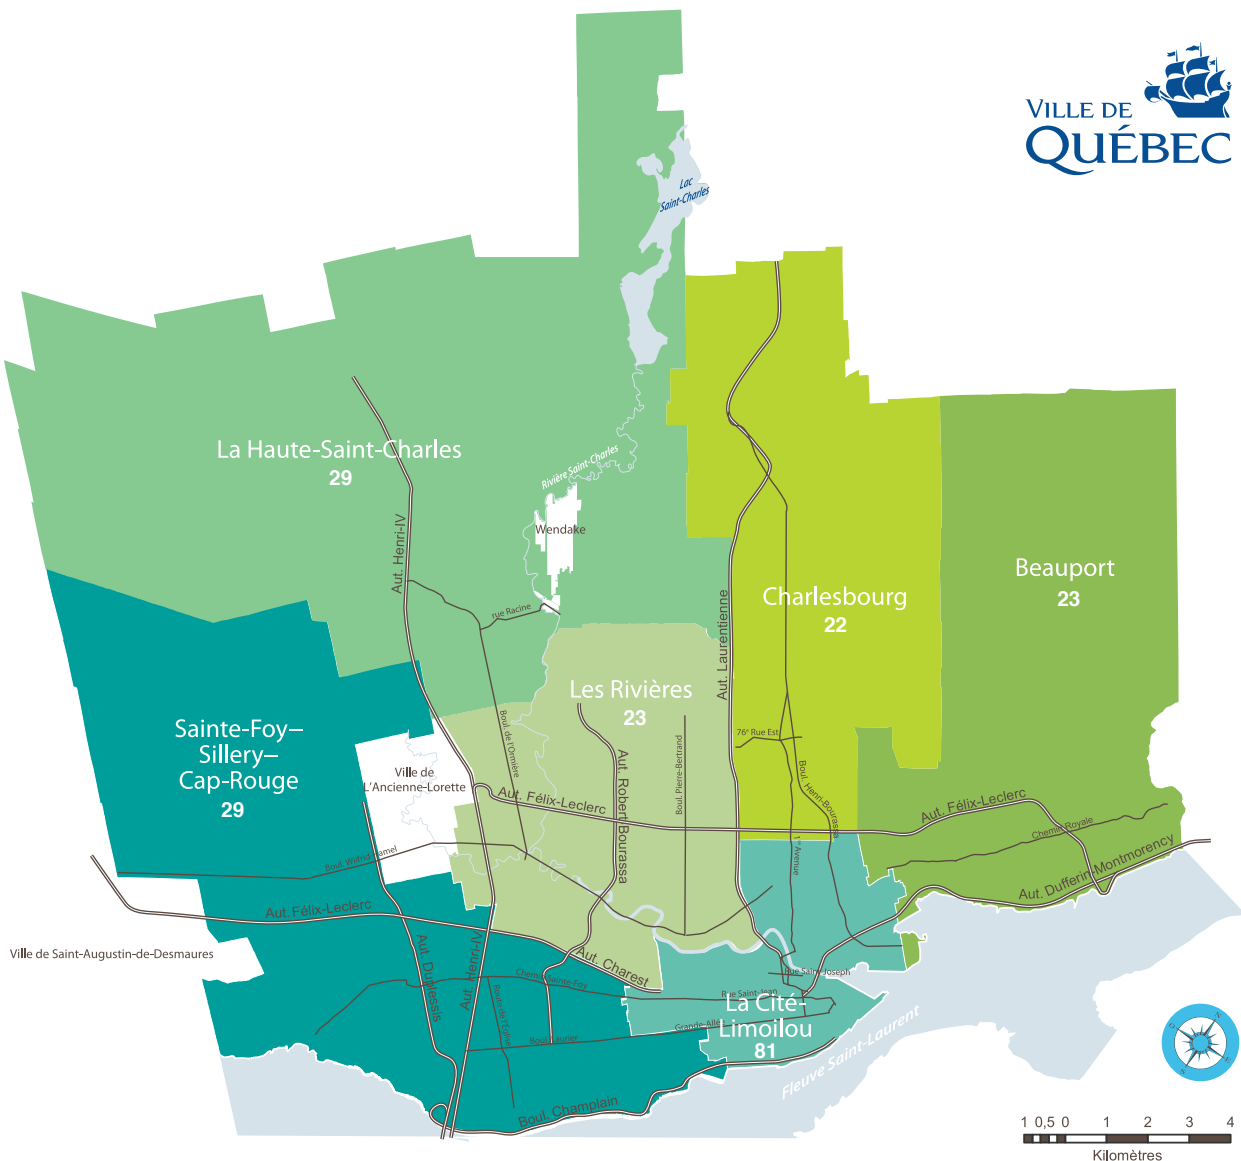 VILLE DE
QUÉBEC
Lac
Saint-Charles
La Haute-Saint-Charles
29
Rivière Saint-Charles
Aut. Henri-IV
Wendake
rue Racine
Beauport
23
Charlesbourg
22
Aut. Laurentienne
Les Rivières
23
Sainte-Foy–
Sillery–
Cap-Rouge
29
Boul. de l'Ormière
76e Rue Est
Boul. Pierre-Bertrand
Aut. Robert-Bourassa
Boul. Henri-Bourassa
Ville de
L'Ancienne-Lorette
Aut. Félix-Leclerc
Aut. Félix-Leclerc
Chemin Royale
1re Avenue
Boul. Wilfrid-Hamel
Aut. Dufferin-Montmorency
Aut. Félix-Leclerc
Ville de Saint-Augustin-de-Desmaures
Aut. Duplessis
Aut. Henri-IV
Aut. Charest
Chemin Sainte-Foy
Rue Saint-Joseph
Rue Saint-Jean
Route de l'Église
La Cité-
Limoilou
81
Grande Allée
Boul. Laurier
Fleuve Saint-Laurent
Boul. Champlain
N
O
E
S
1 0,5 0 1 2 3 4
Kilomètres